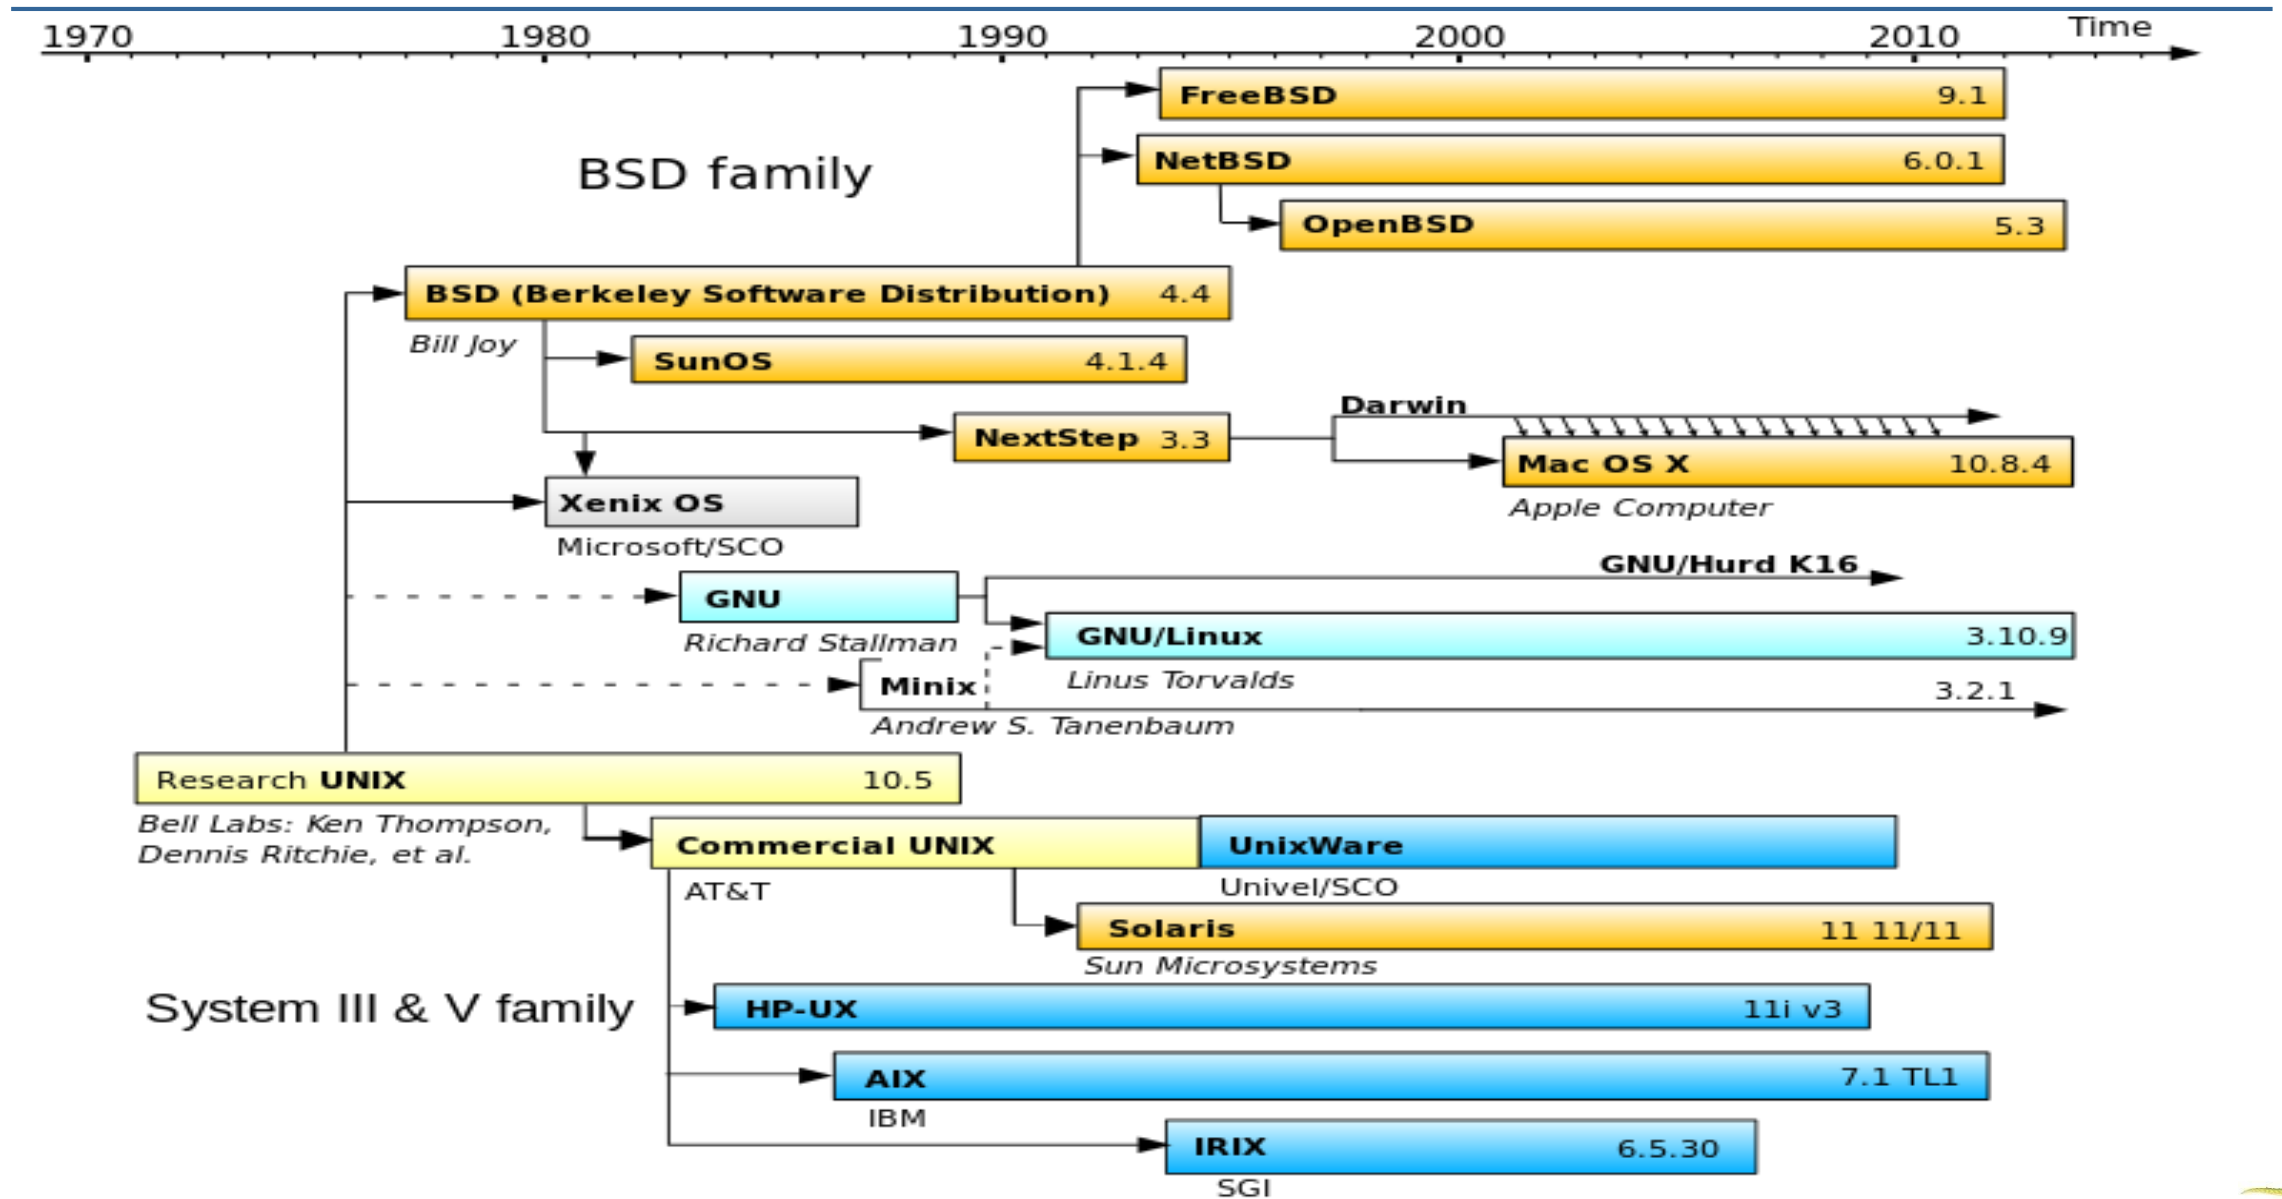 1970 1980 1990 2000 2010 Time
FreeBSD 9.1
BSD family
NetBSD 6.0.1
OpenBSD 5.3
BSD (Berkeley Software Distribution) 4.4
Bill Joy
SunOS 4.1.4
Darwin
NextStep 3.3
Mac OS X 10.8.4
Apple Computer
Xenix OS
Microsoft/SCO
GNU/Hurd K16
GNU
Richard Stallman
GNU/Linux 3.10.9
Linus Torvalds
Minix 3.2.1
Andrew S. Tanenbaum
Research UNIX 10.5
Bell Labs: Ken Thompson,
Dennis Ritchie, et al.
Commercial UNIX
AT&T
UnixWare
Univel/SCO
Solaris 11 11/11
Sun Microsystems
System III & V family
HP-UX 11i v3
AIX 7.1 TL1
IBM
IRIX 6.5.30
SGI